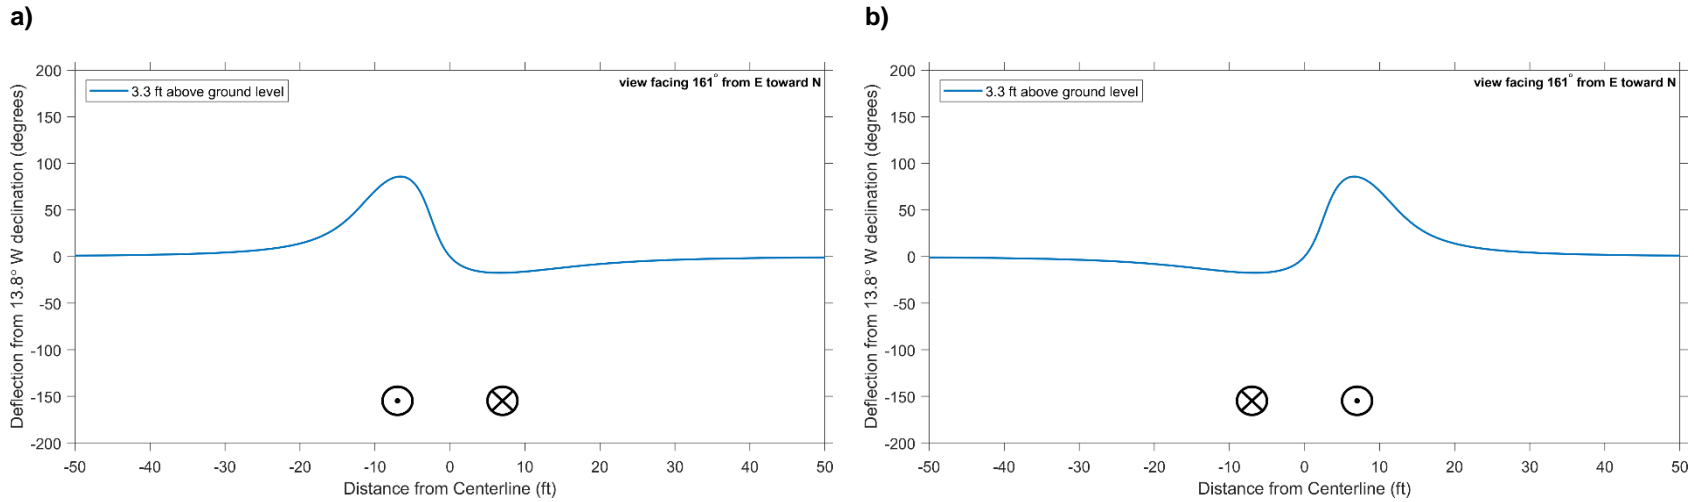 a)
200
150
100
50
0
-50
-100
-150
-200
Deflection from 13.8° W declination (degrees)
3.3 ft above ground level
view facing 161° from E toward N
-50 -40 -30 -20 -10 0 10 20 30 40 50
Distance from Centerline (ft)
b)
200
150
100
50
0
-50
-100
-150
-200
Deflection from 13.8° W declination (degrees)
3.3 ft above ground level
view facing 161° from E toward N
-50 -40 -30 -20 -10 0 10 20 30 40 50
Distance from Centerline (ft)